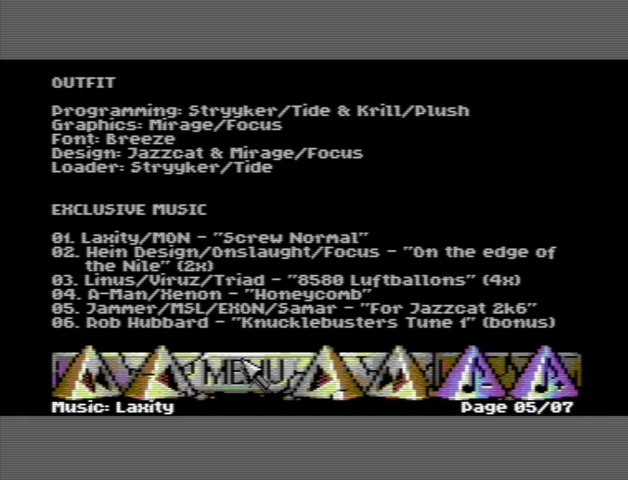 OUTFIT
Programming: Stryyker/Tide & Krill/Plush
Graphics: Mirage/Focus
Font: Breeze
Design: Jazzcat & Mirage/Focus
Loader: Stryyker/Tide
EXCLUSIVE MUSIC
01. Laxity/MON - "Screw Normal"
02. Hein Design/Onslaught/Focus - "On the edge of
the Nile" (2x)
03. Linus/Viruz/Triad - "8580 Luftballons" (4x)
04. A-Man/Xenon - "Honeycomb"
05. Jammer/MSL/EXON/Samar - "For Jazzcat 2k6"
06. Rob Hubbard - "Knucklebusters Tune 1" (bonus)
MENU
Music: Laxity
Page 05/07